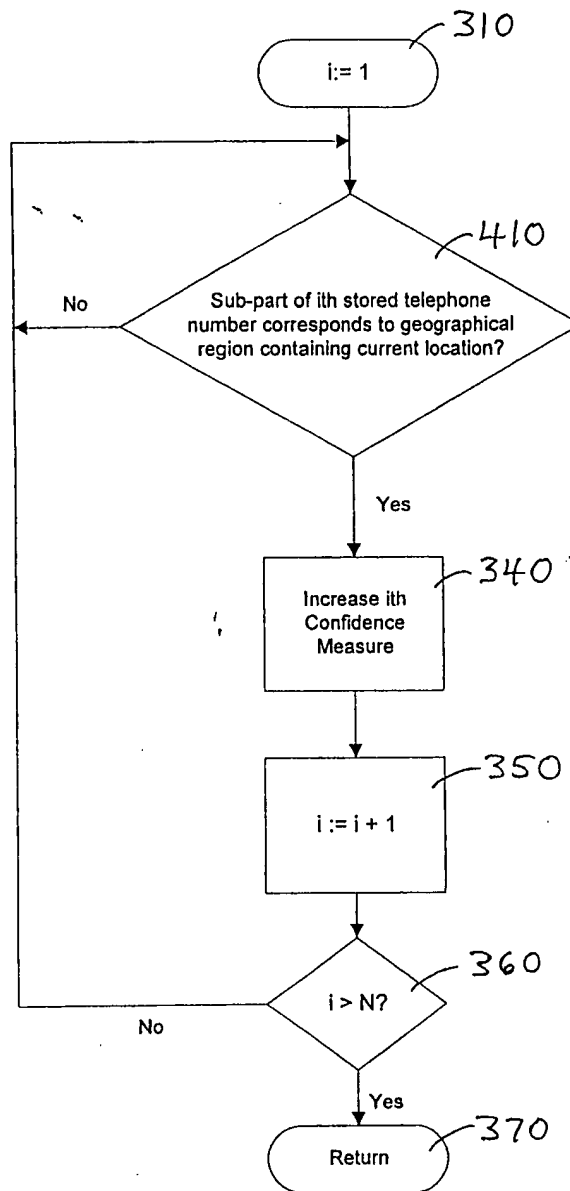 310
i:= 1
410
No
Sub-part of ith stored telephone
number corresponds to geographical
region containing current location?
Yes
340
Increase ith
Confidence
Measure
350
i := i + 1
360
i > N?
No
Yes
370
Return